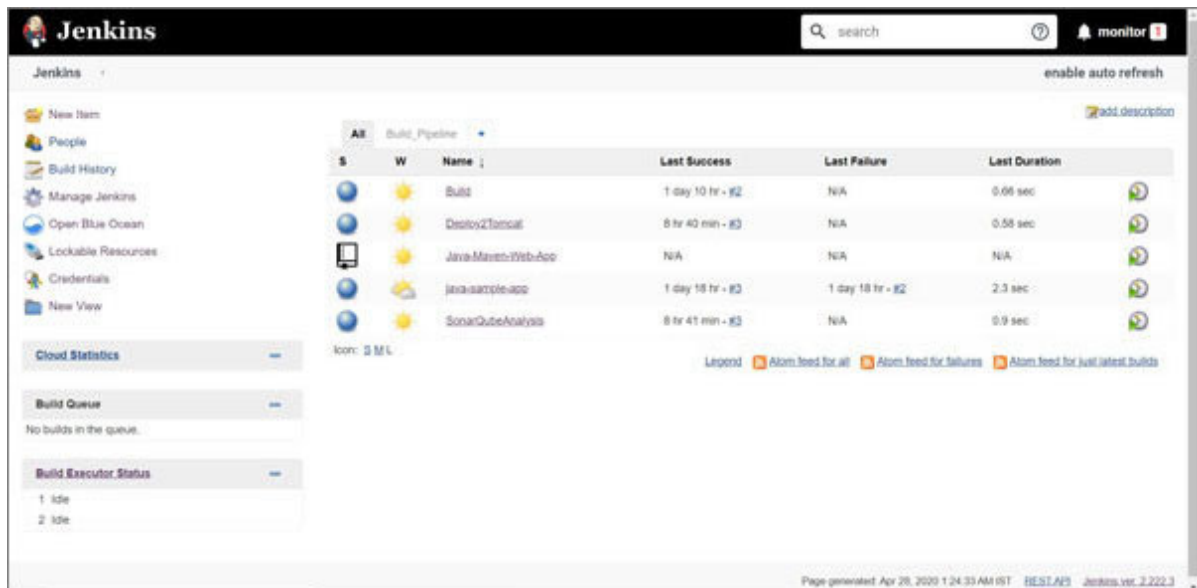 Jenkins
search
monitor 1
Jenkins
enable auto refresh
New Item
People
Build History
Manage Jenkins
Open Blue Ocean
Lockable Resources
Credentials
New View
Cloud Statistics
Build Queue
No builds in the queue.
Build Executor Status
1 Idle
2 Idle
add description
All Build_Pipeline +
S W Name ↓ Last Success Last Failure Last Duration
Build 1 day 10 hr - #2 N/A 0.66 sec
Deploy2Tomcat 8 hr 40 min - #3 N/A 0.58 sec
Java-Maven-Web-App N/A N/A N/A
java-sample-app 1 day 18 hr - #3 1 day 18 hr - #2 2.3 sec
SonarQubeAnalysis 8 hr 41 min - #3 N/A 0.9 sec
Icon: S M L
Legend Atom feed for all Atom feed for failures Atom feed for just latest builds
Page generated: Apr 28, 2020 1:24:33 AM IST REST API Jenkins ver. 2.222.3